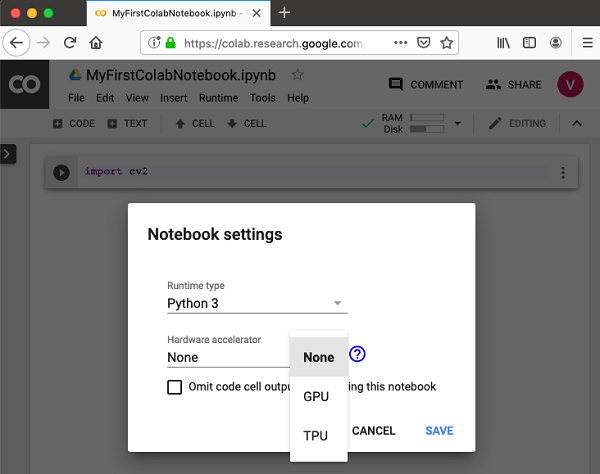 MyFirstColabNotebook.ipynb -
https://colab.research.google.com
CO
MyFirstColabNotebook.ipynb
COMMENT
SHARE
V
File Edit View Insert Runtime Tools Help
CODE TEXT CELL CELL
RAM
Disk
EDITING
import cv2
Notebook settings
Runtime type
Python 3
Hardware accelerator
None
None
GPU
TPU
Omit code cell outp
ing this notebook
CANCEL SAVE